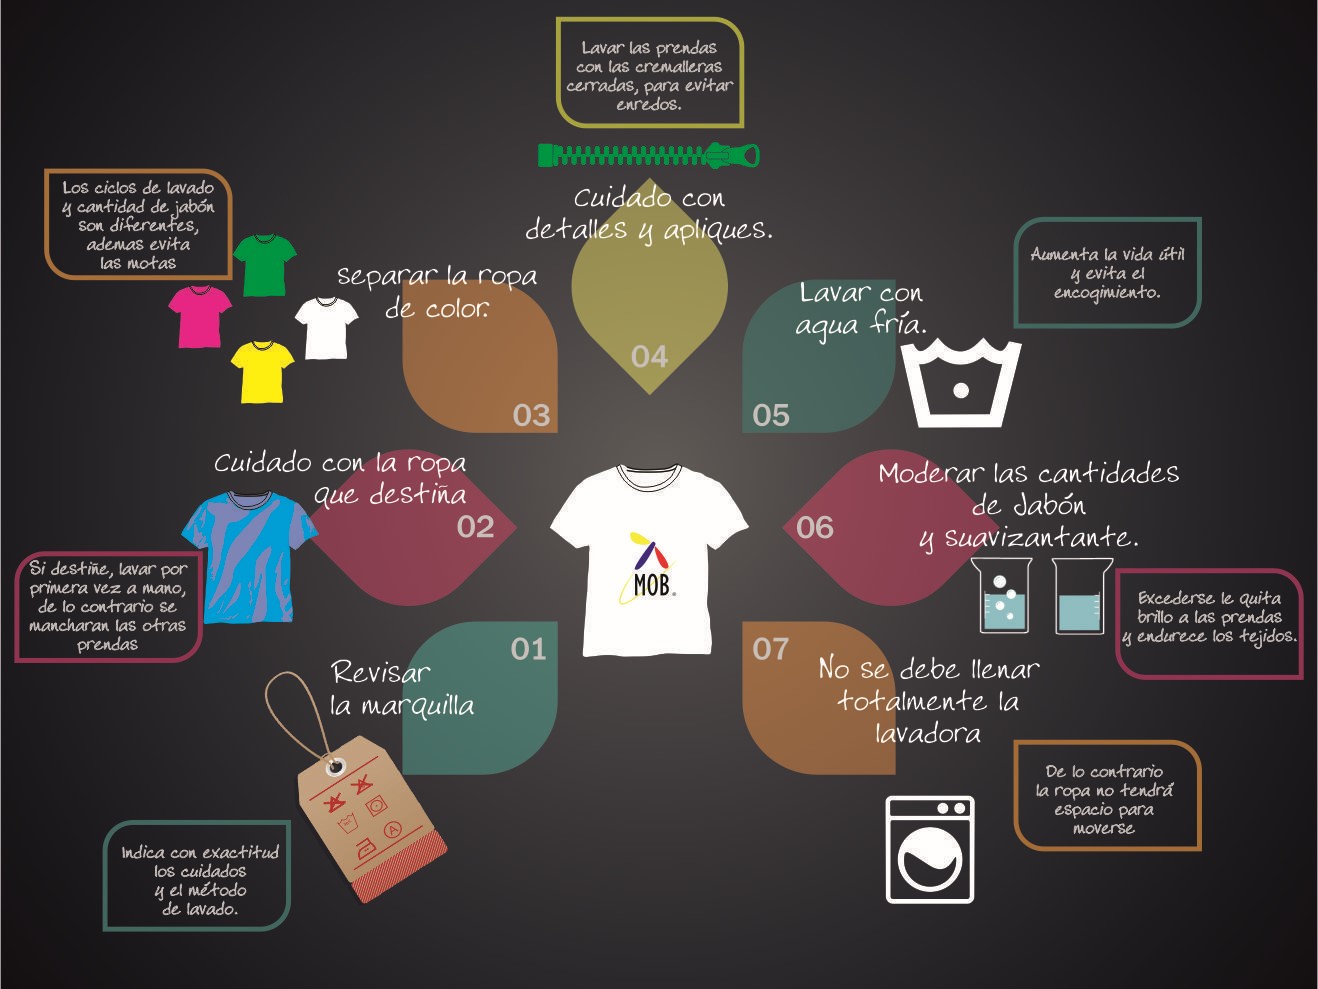 Lavar las prendas
con las cremalleras
cerradas, para evitar
enredos.
Cuidado con
detalles y apliques.
04
Los ciclos de lavado
y cantidad de jabón
son diferentes,
ademas evita
las motas
Separar la ropa
de color.
03
Aumenta la vida útil
y evita el
encogimiento.
Lavar con
agua fría.
05
Cuidado con la ropa
que destiña
02
Si destiñe, lavar por
primera vez a mano,
de lo contrario se
mancharan las otras
prendas
MOB®
Moderar las cantidades
de Jabón
y Suavizantante.
06
Excederse le quita
brillo a las prendas
y endurece los tejidos.
01
Revisar
la marquilla
A
Indica con exactitud
los cuidados
y el método
de lavado.
07
No se debe llenar
totalmente la
lavadora
De lo contrario
la ropa no tendrá
espacio para
moverse